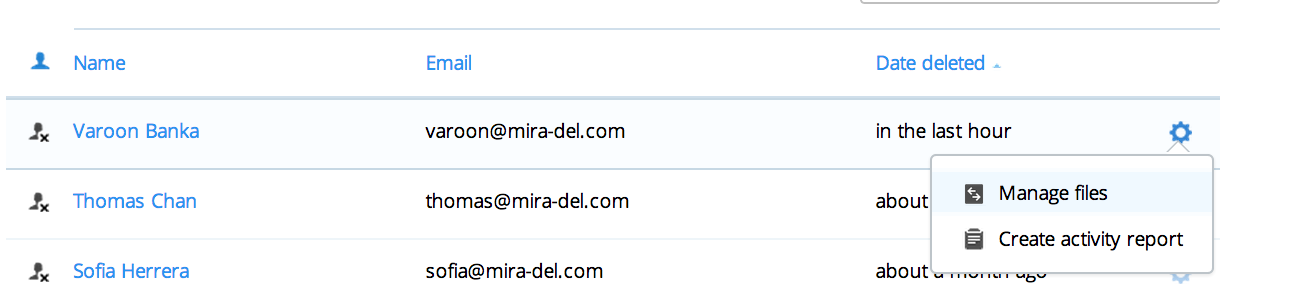 Name Email Date deleted
Varoon Banka varoon@mira-del.com in the last hour
Thomas Chan thomas@mira-del.com about
Manage files
Create activity report
Sofia Herrera sofia@mira-del.com about a month ago